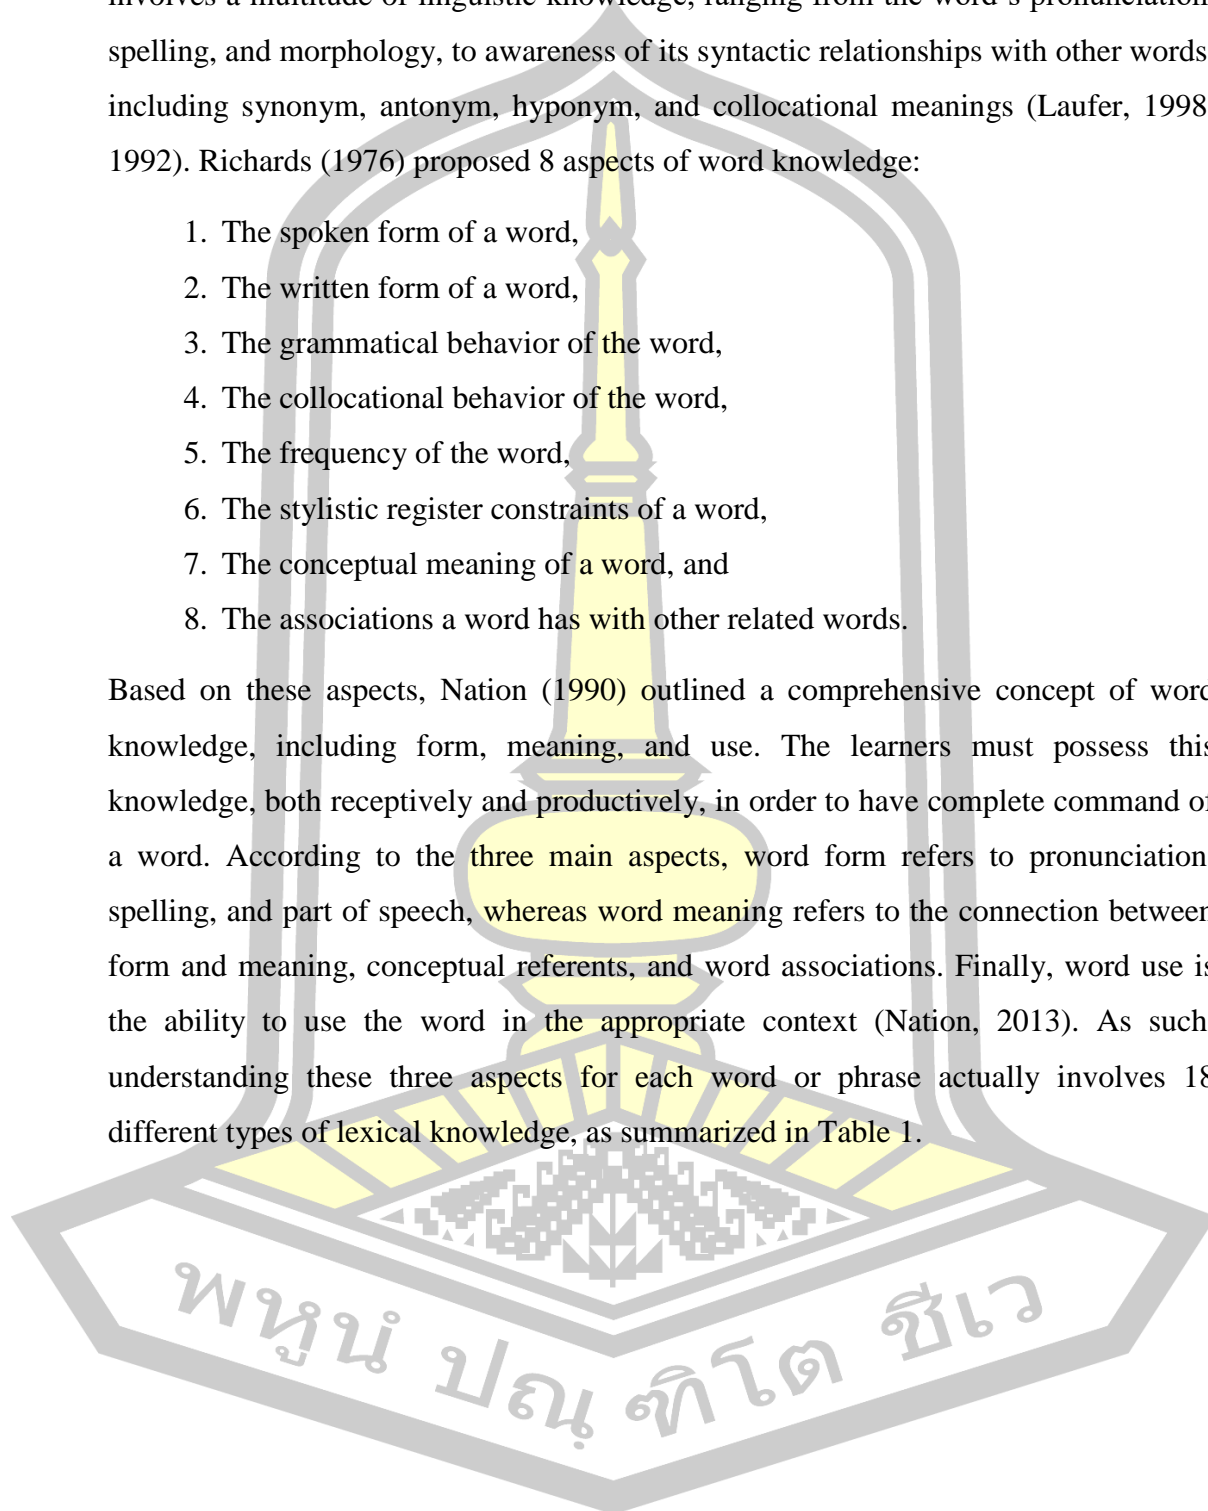 involves a multitude of linguistic knowledge, ranging from the word's pronunciation
spelling, and morphology, to awareness of its syntactic relationships with other words
including synonym, antonym, hyponym, and collocational meanings (Laufer, 1998
1992). Richards (1976) proposed 8 aspects of word knowledge:
1. The spoken form of a word,
2. The written form of a word,
3. The grammatical behavior of the word,
4. The collocational behavior of the word,
5. The frequency of the word,
6. The stylistic register constraints of a word,
7. The conceptual meaning of a word, and
8. The associations a word has with other related words.
Based on these aspects, Nation (1990) outlined a comprehensive concept of word
knowledge, including form, meaning, and use. The learners must possess this
knowledge, both receptively and productively, in order to have complete command of
a word. According to the three main aspects, word form refers to pronunciation
spelling, and part of speech, whereas word meaning refers to the connection between
form and meaning, conceptual referents, and word associations. Finally, word use is
the ability to use the word in the appropriate context (Nation, 2013). As such
understanding these three aspects for each word or phrase actually involves 18
different types of lexical knowledge, as summarized in Table 1.
พหูนํ ปณฺฑิโต ชีเว